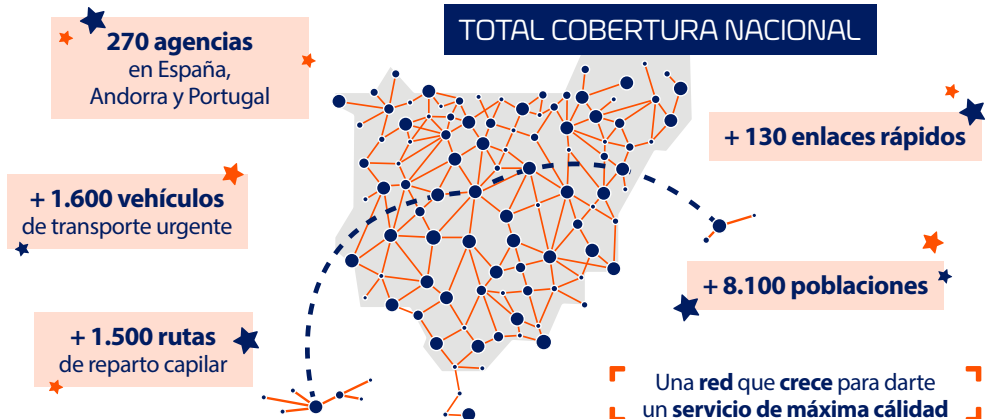 TOTAL COBERTURA NACIONAL
270 agencias
en España,
Andorra y Portugal
+ 130 enlaces rápidos
+ 1.600 vehículos
de transporte urgente
+ 8.100 poblaciones
+ 1.500 rutas
de reparto capilar
Una red que crece para darte
un servicio de máxima cálidad